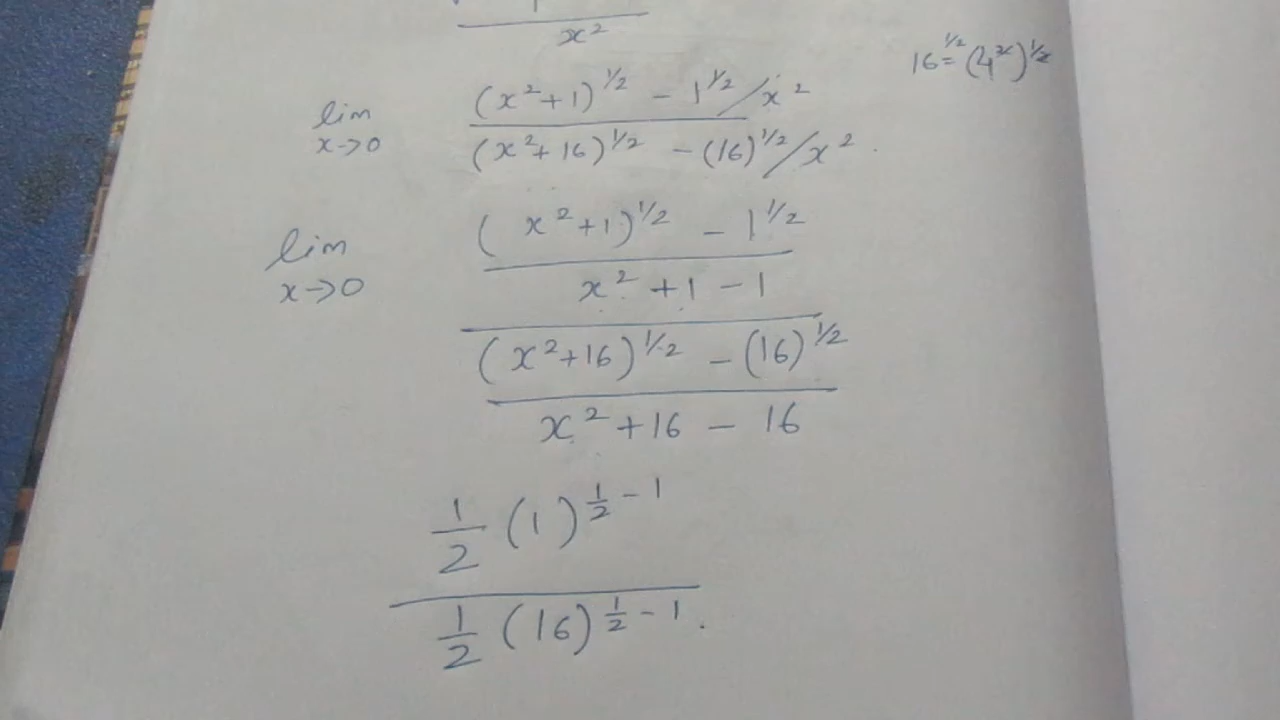 x²
16^{1/2} = (4²)^{1/2}
lim x→0 (x²+1)^{1/2} − 1^{1/2} / x²
(x²+16)^{1/2} − (16)^{1/2} / x².
lim x→0 (x²+1)^{1/2} − 1^{1/2}
x² + 1 − 1
(x²+16)^{1/2} − (16)^{1/2}
x² + 16 − 16
1/2 (1)^{1/2 − 1}
1/2 (16)^{1/2 − 1}.